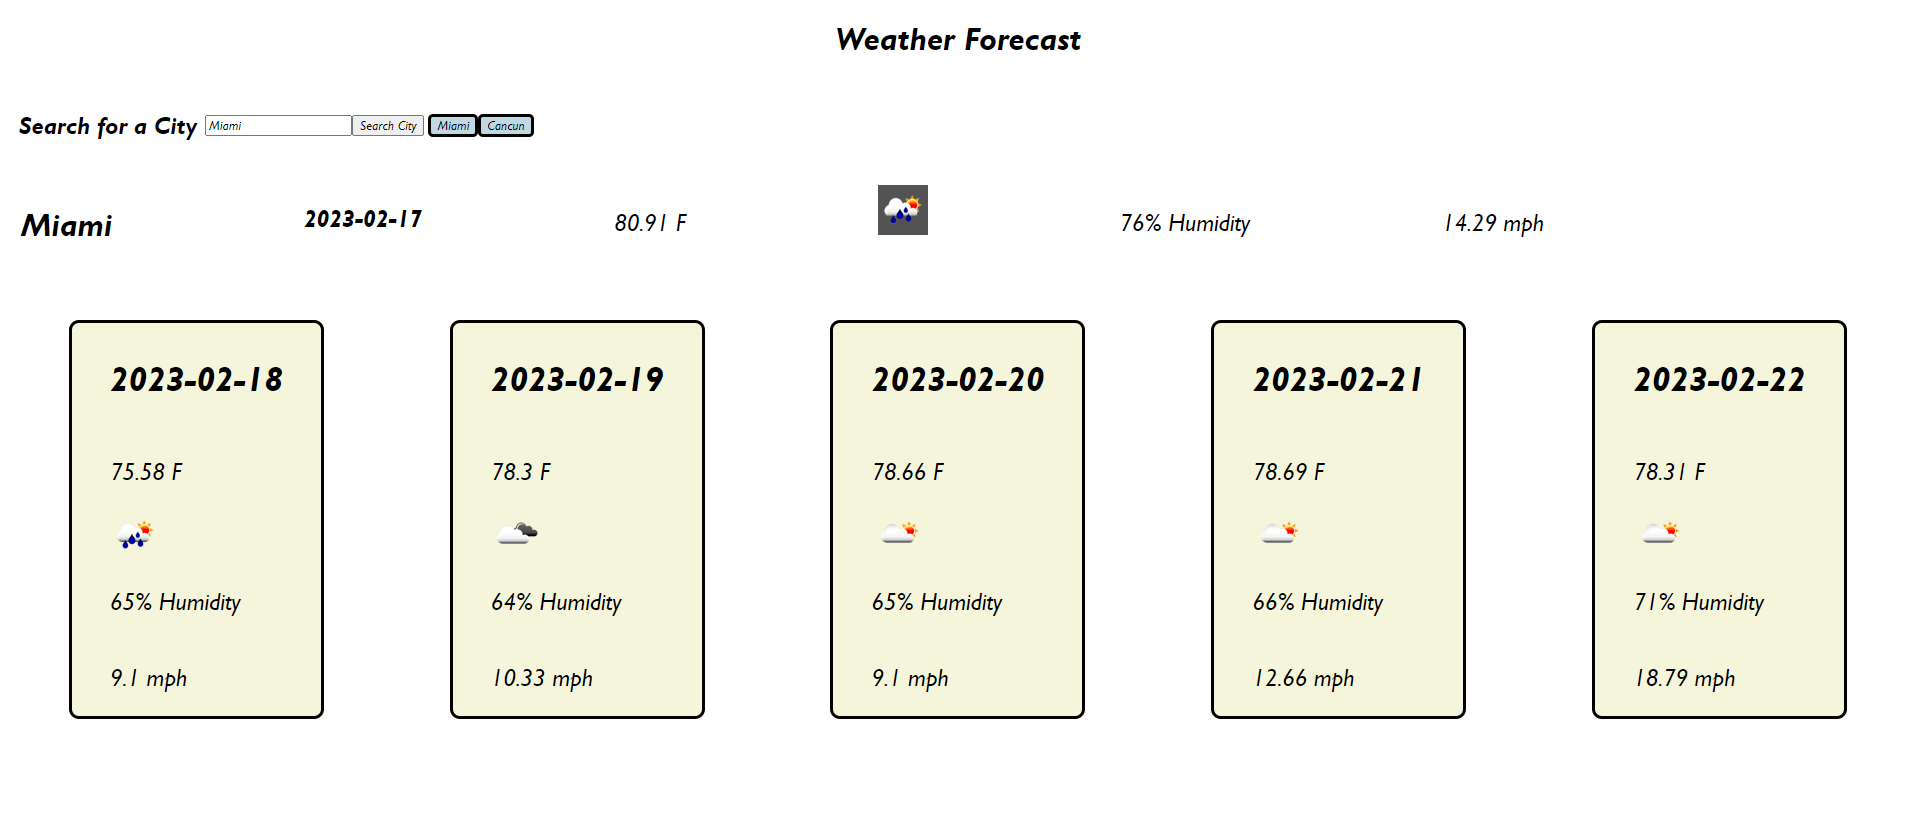 Weather Forecast
Search for a City Miami Search City Miami Cancun
Miami 2023-02-17 80.91 F 76% Humidity 14.29 mph
2023-02-18
75.58 F
65% Humidity
9.1 mph
2023-02-19
78.3 F
64% Humidity
10.33 mph
2023-02-20
78.66 F
65% Humidity
9.1 mph
2023-02-21
78.69 F
66% Humidity
12.66 mph
2023-02-22
78.31 F
71% Humidity
18.79 mph